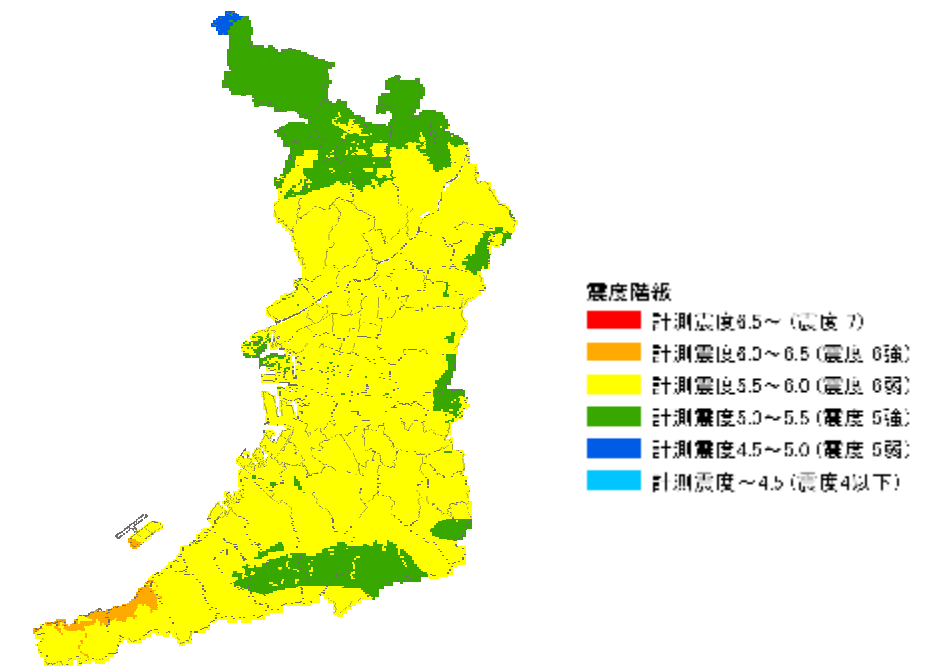 震度階級
計測震度6.5～（震度 7）
計測震度6.0～6.5（震度 6強）
計測震度5.5～6.0（震度 6弱）
計測震度5.0～5.5（震度 5強）
計測震度4.5～5.0（震度 5弱）
計測震度～4.5（震度4以下）